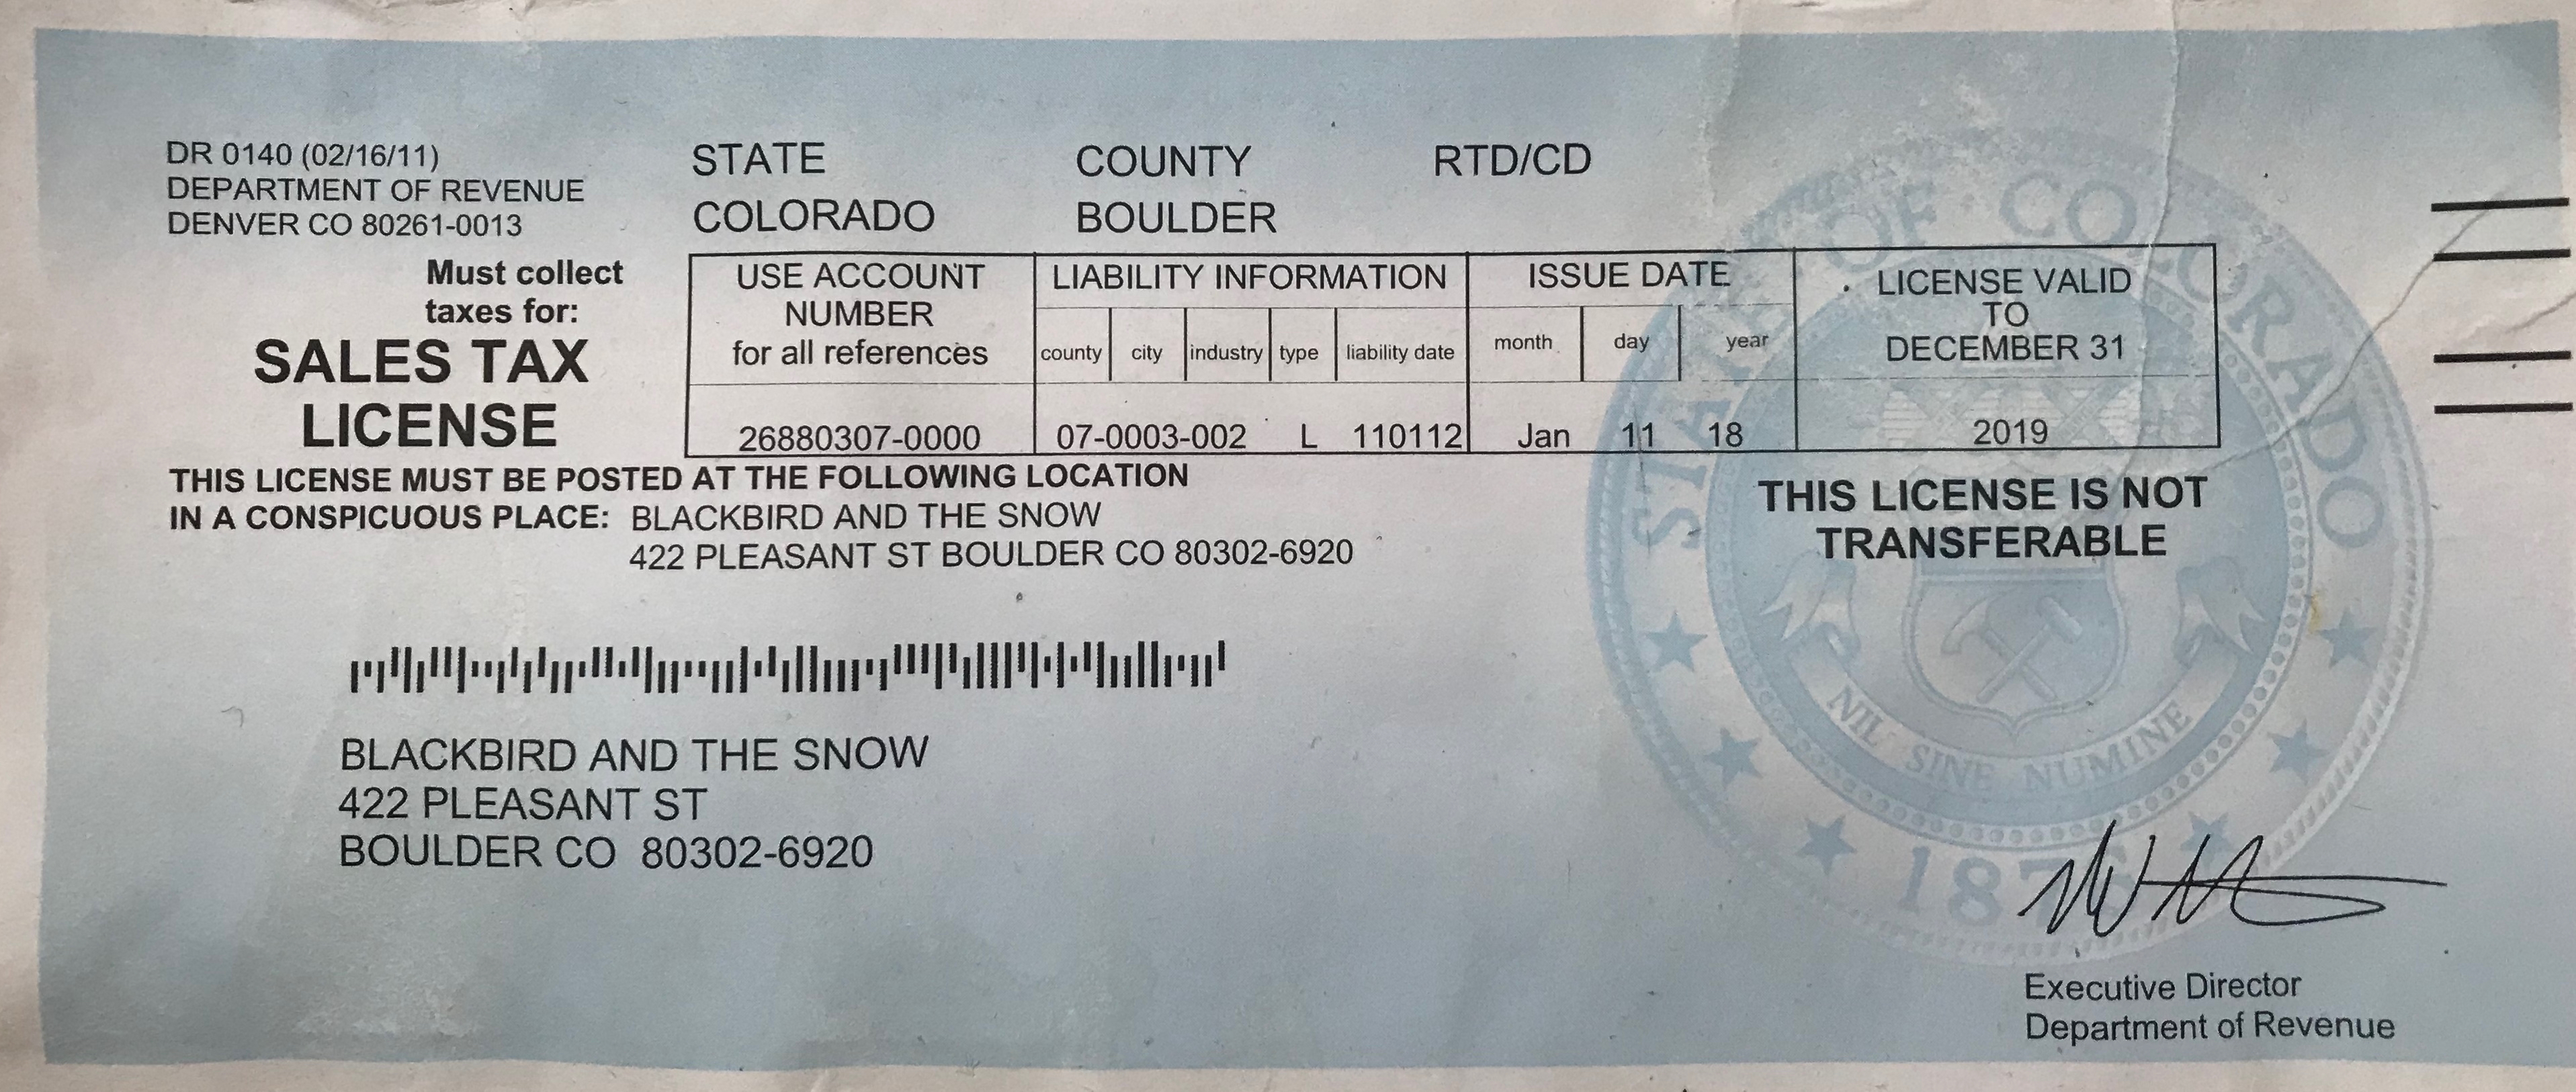 DR 0140 (02/16/11)
DEPARTMENT OF REVENUE
DENVER CO 80261-0013
STATE COUNTY RTD/CD
COLORADO BOULDER
Must collect
taxes for:
SALES TAX
LICENSE
USE ACCOUNT
NUMBER
for all references
26880307-0000
LIABILITY INFORMATION
county city industry type liability date
07-0003-002 L 110112
ISSUE DATE
month day year
Jan 11 18
LICENSE VALID
TO
DECEMBER 31
2019
THIS LICENSE MUST BE POSTED AT THE FOLLOWING LOCATION
IN A CONSPICUOUS PLACE: BLACKBIRD AND THE SNOW
422 PLEASANT ST BOULDER CO 80302-6920
THIS LICENSE IS NOT
TRANSFERABLE
BLACKBIRD AND THE SNOW
422 PLEASANT ST
BOULDER CO 80302-6920
STATE OF COLORADO
NIL SINE NUMINE
1876
Executive Director
Department of Revenue